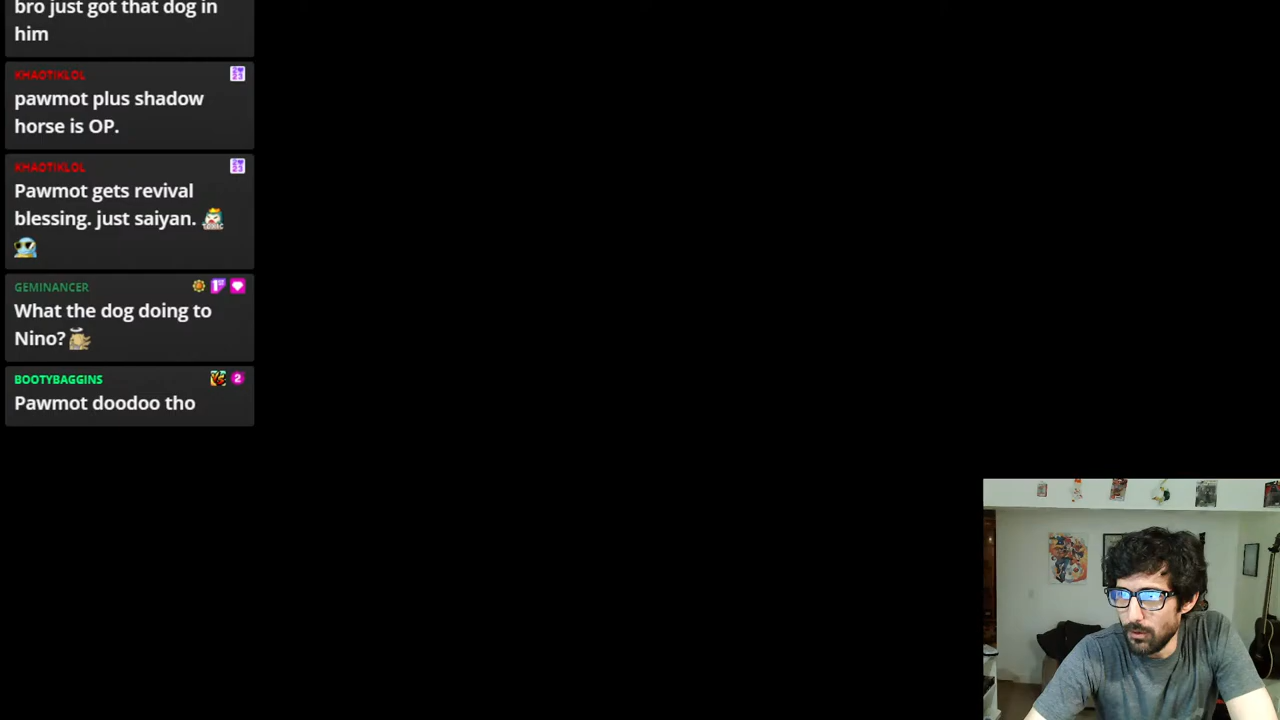 bro just got that dog in
him
KHAOTIKLOL
pawmot plus shadow
horse is OP.
KHAOTIKLOL
Pawmot gets revival
blessing. just saiyan.
GEMINANCER
What the dog doing to
Nino?
BOOTYBAGGINS
Pawmot doodoo tho